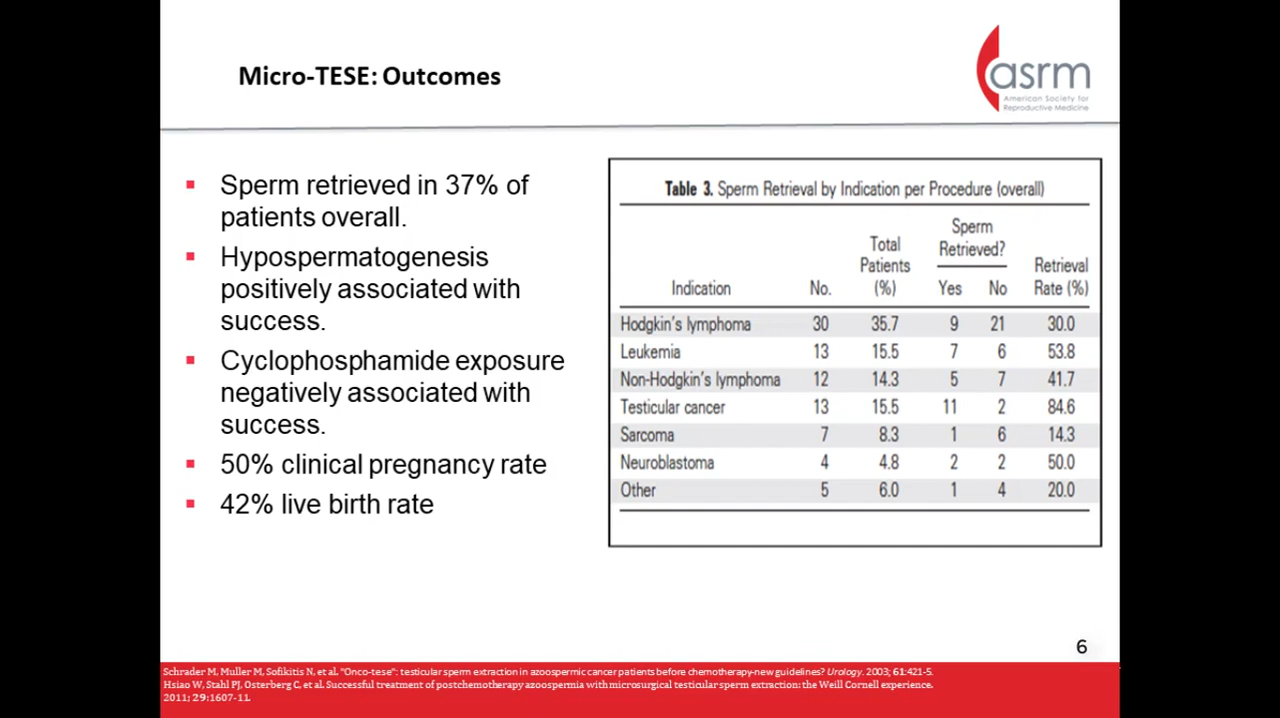 Micro-TESE: Outcomes
asrm
American Society for
Reproductive Medicine
Sperm retrieved in 37% of
patients overall.
Hypospermatogenesis
positively associated with
success.
Cyclophosphamide exposure
negatively associated with
success.
50% clinical pregnancy rate
42% live birth rate
Table 3. Sperm Retrieval by Indication per Procedure (overall)
Sperm
Total Retrieved? Retrieval
Patients
Indication No. (%) Yes No Rate (%)
Hodgkin's lymphoma 30 35.7 9 21 30.0
Leukemia 13 15.5 7 6 53.8
Non-Hodgkin's lymphoma 12 14.3 5 7 41.7
Testicular cancer 13 15.5 11 2 84.6
Sarcoma 7 8.3 1 6 14.3
Neuroblastoma 4 4.8 2 2 50.0
Other 5 6.0 1 4 20.0
6
Schrader M, Muller M, Sofikitis N, et al. "Onco-tese": testicular sperm extraction in azoospermic cancer patients before chemotherapy-new guidelines? Urology. 2003; 61:421-5.
Hsiao W, Stahl PJ, Osterberg C, et al. Successful treatment of postchemotherapy azoospermia with microsurgical testicular sperm extraction: the Weill Cornell experience.
2011; 29:1607-11.